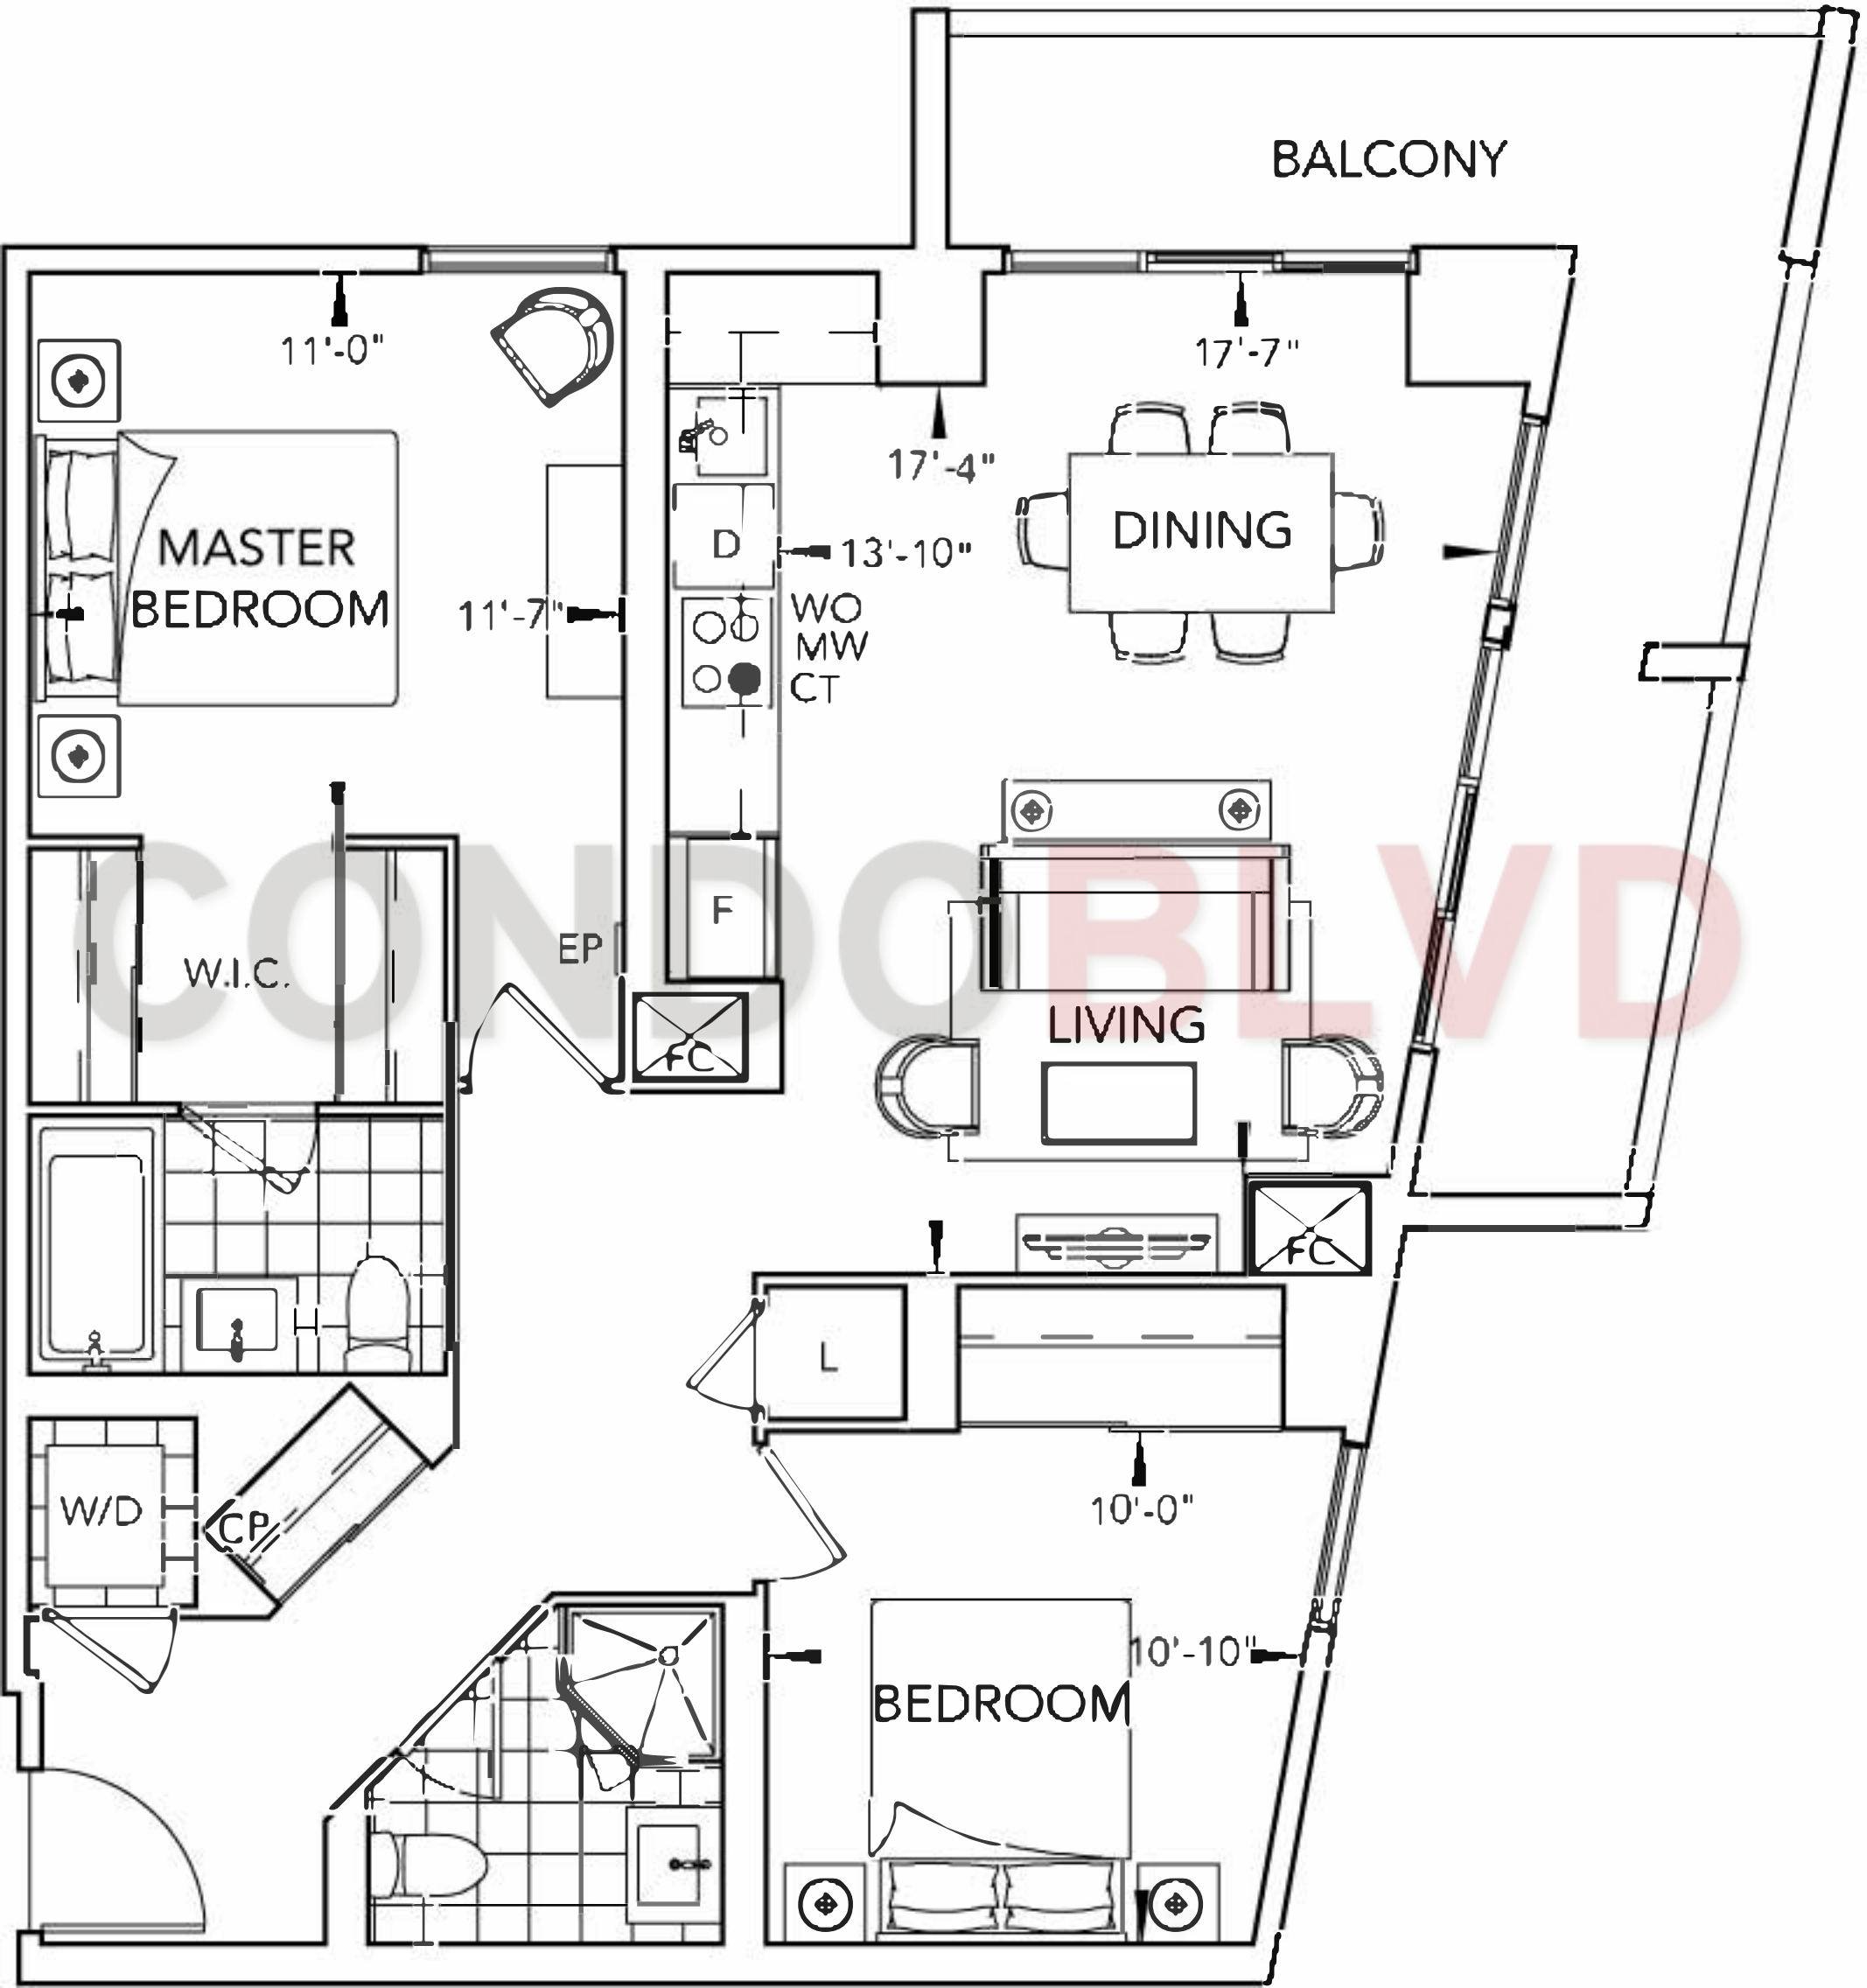 BALCONY
11'-0"
17'-7"
17'-4"
MASTER
BEDROOM
11'-7"
D
13'-10"
DINING
WO
MW
CT
CONDOBLVD
F
EP
W.I.C.
LIVING
FC
FC
L
W/D
CP
10'-0"
10'-10"
BEDROOM